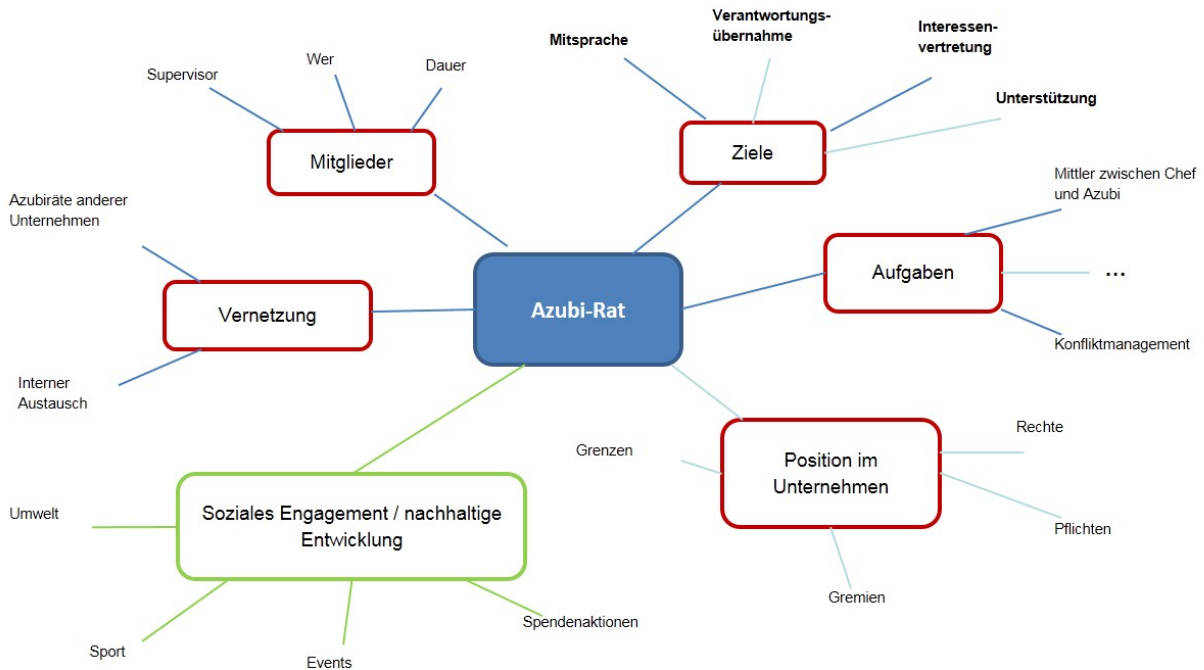 Verantwortungs-
übernahme
Interessen-
vertretung
Mitsprache
Unterstützung
Supervisor
Wer
Dauer
Mitglieder
Ziele
Mittler zwischen Chef
und Azubi
Azubiräte anderer
Unternehmen
Aufgaben
...
Vernetzung
Azubi-Rat
Konfliktmanagement
Interner
Austausch
Grenzen
Rechte
Position im
Unternehmen
Pflichten
Umwelt
Soziales Engagement / nachhaltige
Entwicklung
Gremien
Spendenaktionen
Sport
Events